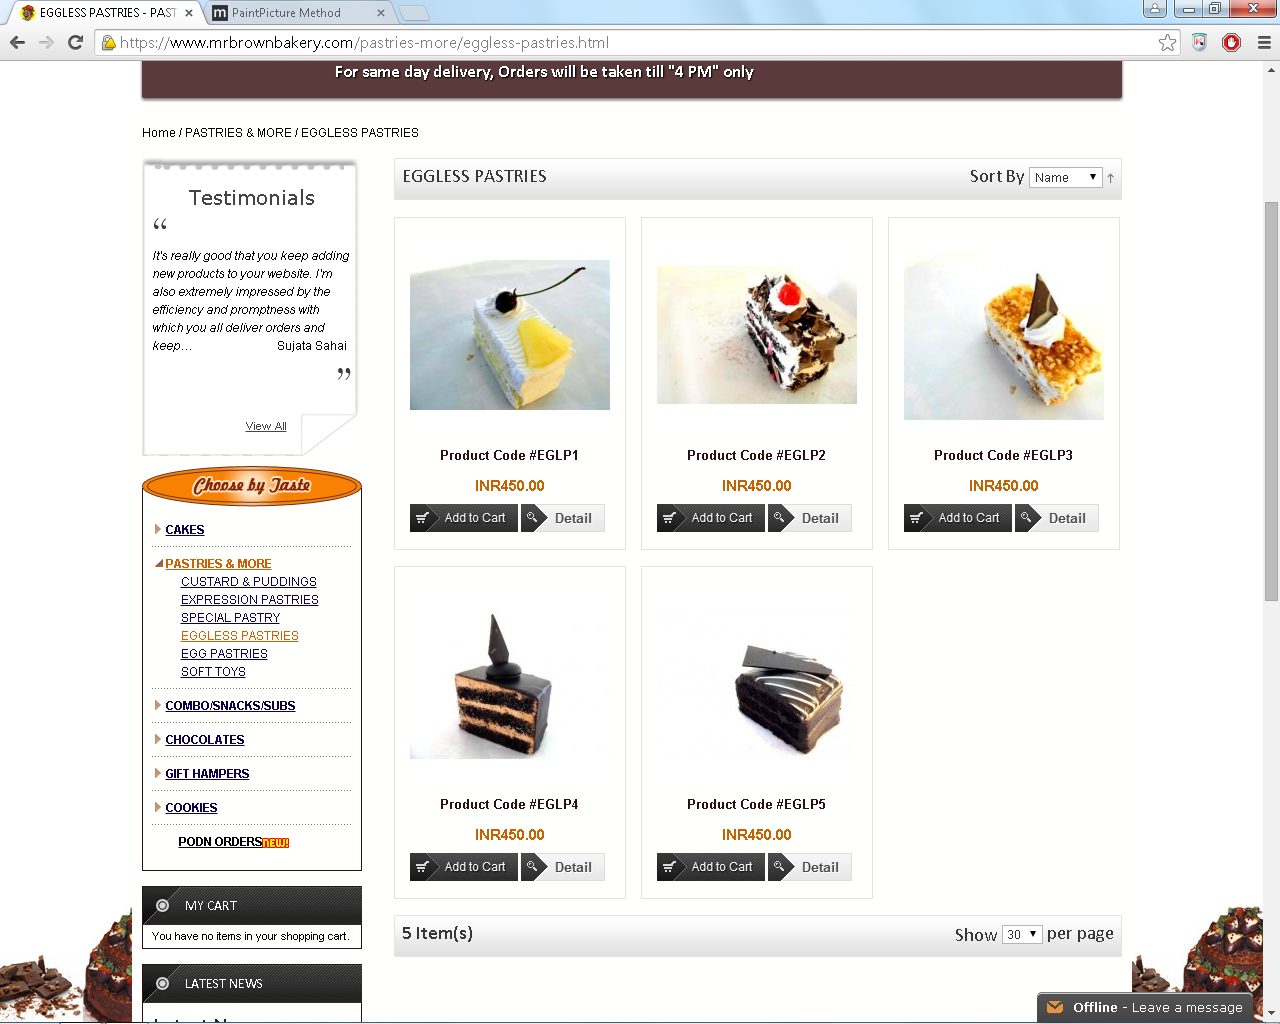 EGGLESS PASTRIES - PAST
PaintPicture Method
https://www.mrbrownbakery.com/pastries-more/eggless-pastries.html
For same day delivery, Orders will be taken till "4 PM" only
Home / PASTRIES & MORE / EGGLESS PASTRIES
Testimonials
“
It's really good that you keep adding
new products to your website. I'm
also extremely impressed by the
efficiency and promptness with
which you all deliver orders and
keep... Sujata Sahai
”
View All
Choose by Taste
CAKES
PASTRIES & MORE
CUSTARD & PUDDINGS
EXPRESSION PASTRIES
SPECIAL PASTRY
EGGLESS PASTRIES
EGG PASTRIES
SOFT TOYS
COMBO/SNACKS/SUBS
CHOCOLATES
GIFT HAMPERS
COOKIES
PODN ORDERS NEW!
MY CART
You have no items in your shopping cart.
LATEST NEWS
EGGLESS PASTRIES Sort By Name
Product Code #EGLP1
INR450.00
Add to Cart Detail
Product Code #EGLP2
INR450.00
Add to Cart Detail
Product Code #EGLP3
INR450.00
Add to Cart Detail
Product Code #EGLP4
INR450.00
Add to Cart Detail
Product Code #EGLP5
INR450.00
Add to Cart Detail
5 Item(s) Show 30 per page
Offline - Leave a message